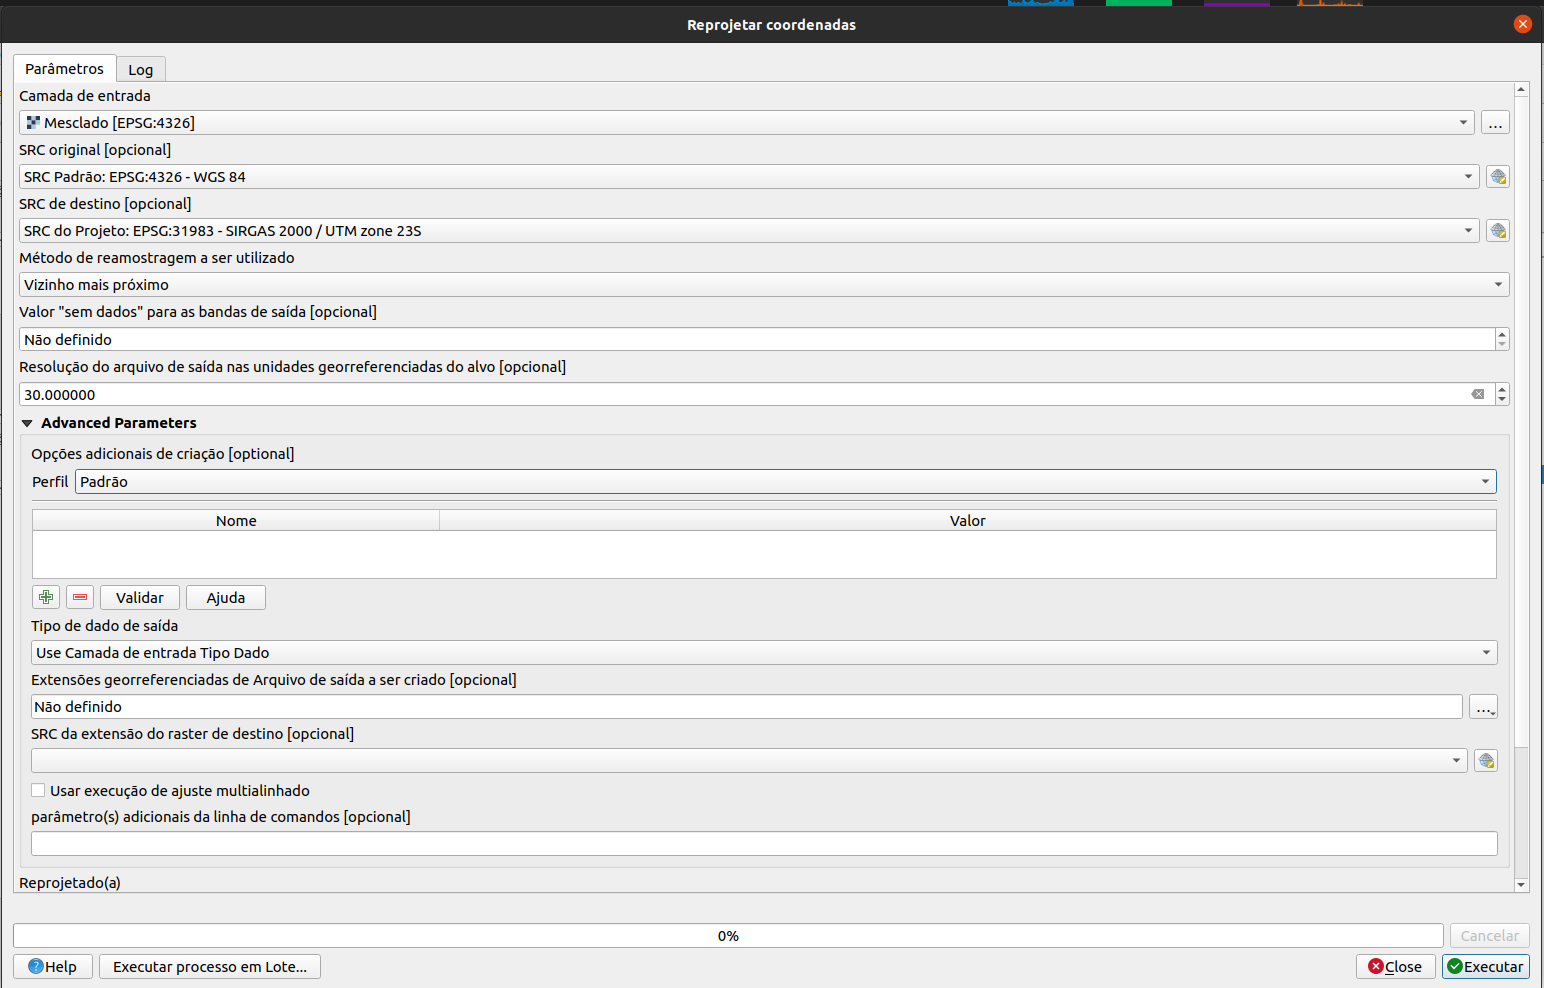 Reprojetar coordenadas
Parâmetros
Log
Camada de entrada
Mesclado [EPSG:4326]
...
SRC original [opcional]
SRC Padrão: EPSG:4326 - WGS 84
SRC de destino [opcional]
SRC do Projeto: EPSG:31983 - SIRGAS 2000 / UTM zone 23S
Método de reamostragem a ser utilizado
Vizinho mais próximo
Valor "sem dados" para as bandas de saída [opcional]
Não definido
Resolução do arquivo de saída nas unidades georreferenciadas do alvo [opcional]
30.000000
Advanced Parameters
Opções adicionais de criação [optional]
Perfil Padrão
Nome Valor
Validar Ajuda
Tipo de dado de saída
Use Camada de entrada Tipo Dado
Extensões georreferenciadas de Arquivo de saída a ser criado [opcional]
Não definido
...
SRC da extensão do raster de destino [opcional]
Usar execução de ajuste multialinhado
parâmetro(s) adicionais da linha de comandos [opcional]
Reprojetado(a)
0%
Cancelar
Help
Executar processo em Lote...
Close
Executar